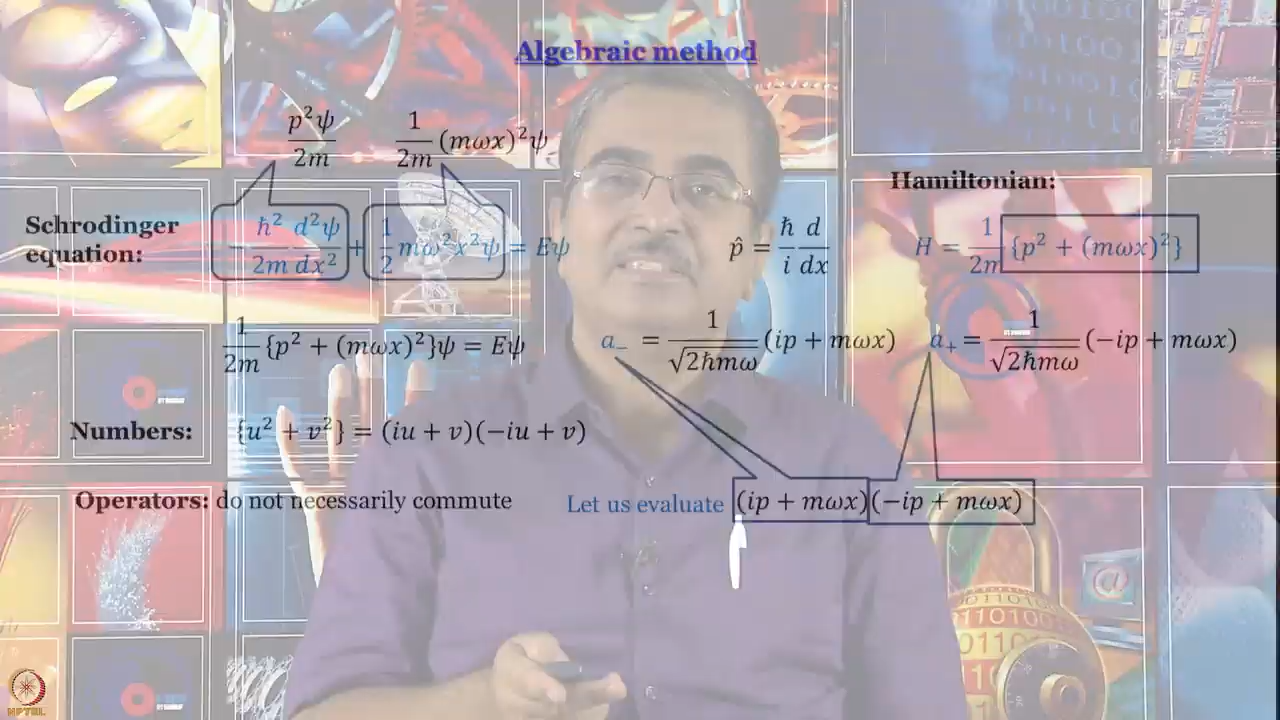 Algebraic method
p²ψ/2m 1/2m (mωx)²ψ
Hamiltonian:
Schrodinger equation: − ħ²/2m d²ψ/dx² + 1/2 mω²x²ψ = Eψ p̂ = ħ/i d/dx H = 1/2m {p² + (mωx)²}
1/2m {p² + (mωx)²}ψ = Eψ a₋ = 1/√2ħmω (ip + mωx) a₊ = 1/√2ħmω (−ip + mωx)
Numbers: {u² + v²} = (iu + v)(−iu + v)
Operators: do not necessarily commute Let us evaluate (ip + mωx)(−ip + mωx)
NPTEL